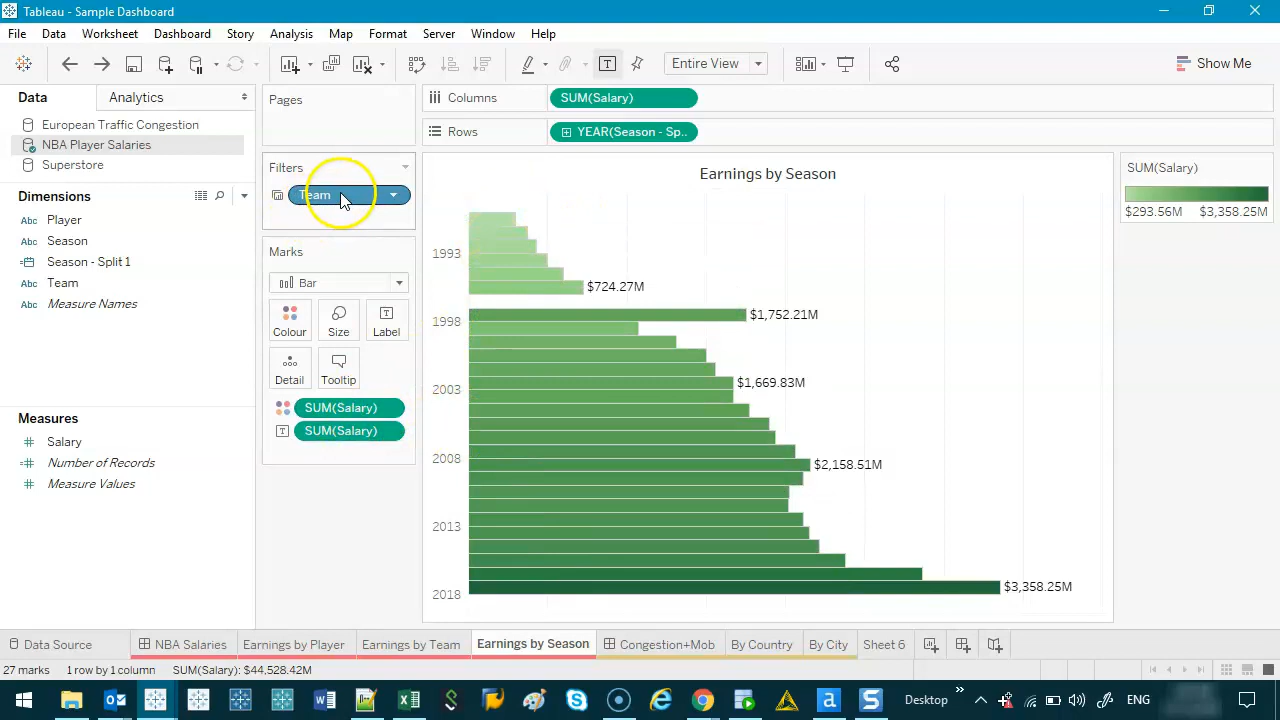 Tableau - Sample Dashboard
File Data Worksheet Dashboard Story Analysis Map Format Server Window Help
Entire View
Show Me
Data Analytics
European Traffic Congestion
NBA Player Salaries
Superstore
Dimensions
Abc Player
Abc Season
Season - Split 1
Abc Team
Abc Measure Names
Measures
# Salary
=# Number of Records
# Measure Values
Pages
Filters
Team
Marks
Bar
Colour Size Label
Detail Tooltip
SUM(Salary)
T SUM(Salary)
Columns SUM(Salary)
Rows YEAR(Season - Sp..
Earnings by Season
1993
$724.27M
1998 $1,752.21M
2003 $1,669.83M
2008 $2,158.51M
2013
2018 $3,358.25M
SUM(Salary)
$293.56M $3,358.25M
Data Source NBA Salaries Earnings by Player Earnings by Team Earnings by Season Congestion+Mob By Country By City Sheet 6
27 marks 1 row by 1 column SUM(Salary): $44,528.42M
Desktop » ENG